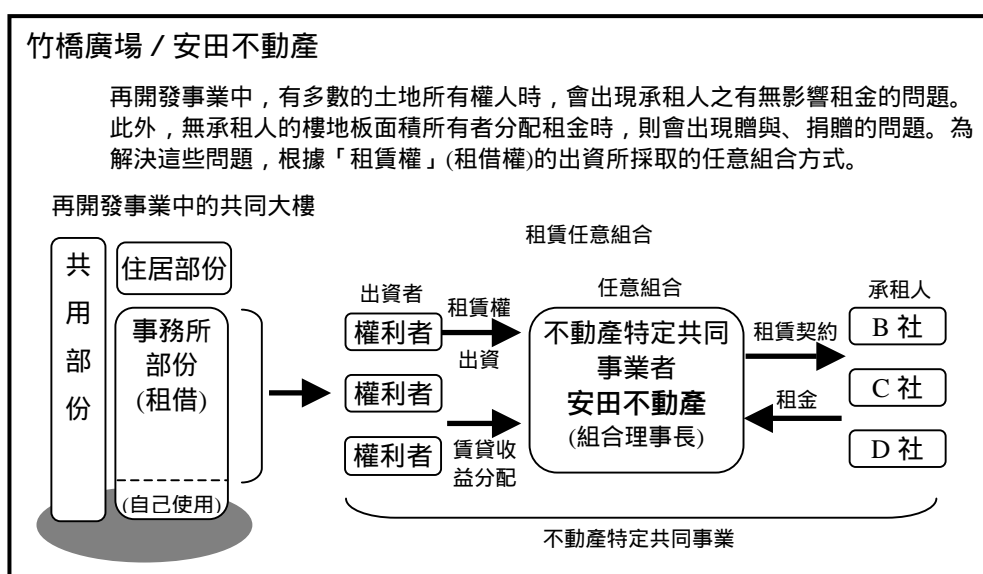 竹橋廣場 / 安田不動產
再開發事業中，有多數的土地所有權人時，會出現承租人之有無影響租金的問題。
此外，無承租人的樓地板面積所有者分配租金時，則會出現贈與、捐贈的問題。為
解決這些問題，根據「租賃權」(租借權)的出資所採取的任意組合方式。
再開發事業中的共同大樓
租賃任意組合
共用部份
住居部份
事務所
部份
(租借)
(自己使用)
出資者
權利者
權利者
權利者
租賃權
出資
賃貸收
益分配
任意組合
不動產特定共同
事業者
安田不動產
(組合理事長)
租賃契約
租金
承租人
B 社
C 社
D 社
不動產特定共同事業